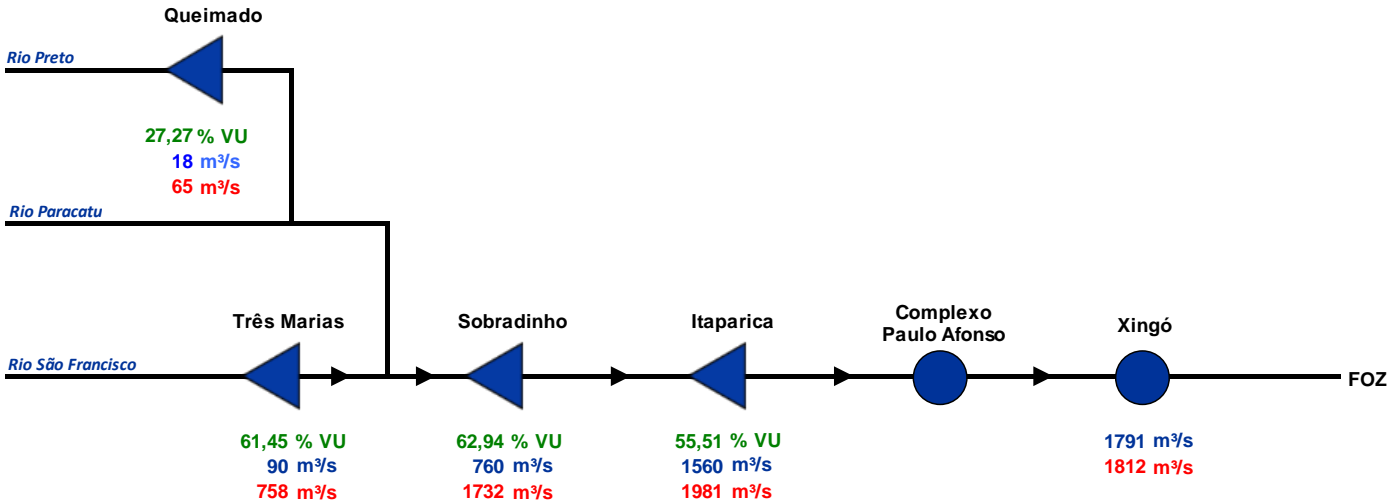 Queimado
Rio Preto
27,27 % VU
18 m³/s
65 m³/s
Rio Paracatu
Três Marias
Sobradinho
Itaparica
Complexo
Paulo Afonso
Xingó
Rio São Francisco
FOZ
61,45 % VU
90 m³/s
758 m³/s
62,94 % VU
760 m³/s
1732 m³/s
55,51 % VU
1560 m³/s
1981 m³/s
1791 m³/s
1812 m³/s